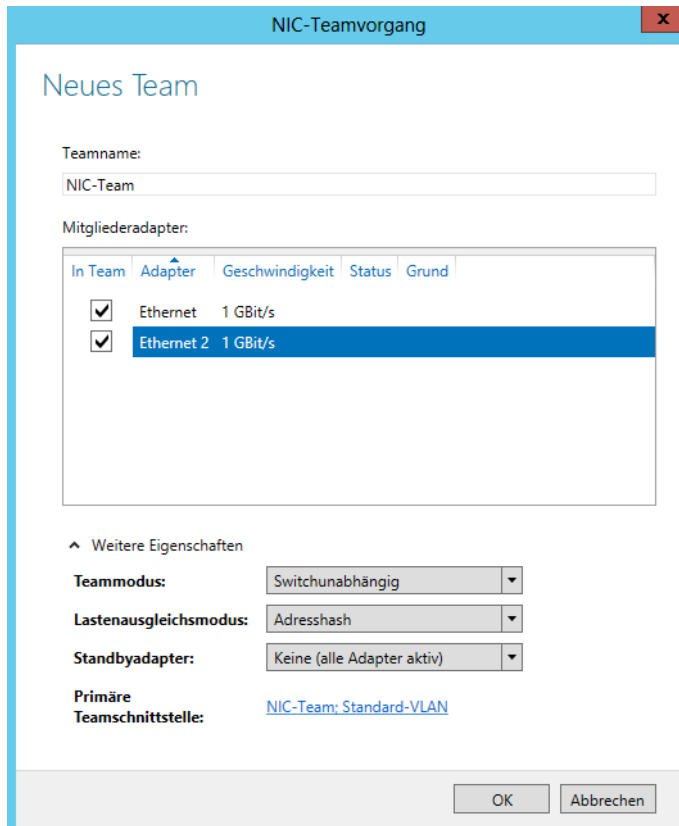 NIC-Teamvorgang
x
Neues Team
Teamname:
NIC-Team
Mitgliederadapter:
In Team Adapter Geschwindigkeit Status Grund
Ethernet 1 GBit/s
Ethernet 2 1 GBit/s
Weitere Eigenschaften
Teammodus: Switchunabhängig
Lastenausgleichsmodus: Adresshash
Standbyadapter: Keine (alle Adapter aktiv)
Primäre
Teamschnittstelle: NIC-Team; Standard-VLAN
OK Abbrechen